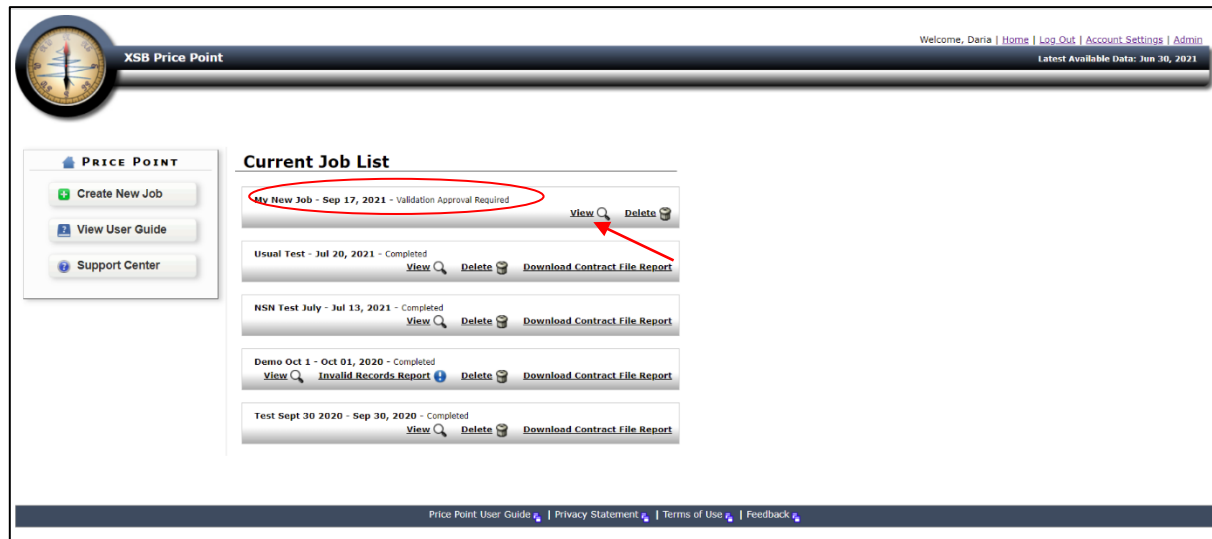 Welcome, Daria | Home | Log Out | Account Settings | Admin
XSB Price Point
Latest Available Data: Jun 30, 2021
PRICE POINT
Create New Job
View User Guide
Support Center
Current Job List
My New Job - Sep 17, 2021 - Validation Approval Required
View Delete
Usual Test - Jul 20, 2021 - Completed
View Delete Download Contract File Report
NSN Test July - Jul 13, 2021 - Completed
View Delete Download Contract File Report
Demo Oct 1 - Oct 01, 2020 - Completed
View Invalid Records Report Delete Download Contract File Report
Test Sept 30 2020 - Sep 30, 2020 - Completed
View Delete Download Contract File Report
Price Point User Guide | Privacy Statement | Terms of Use | Feedback